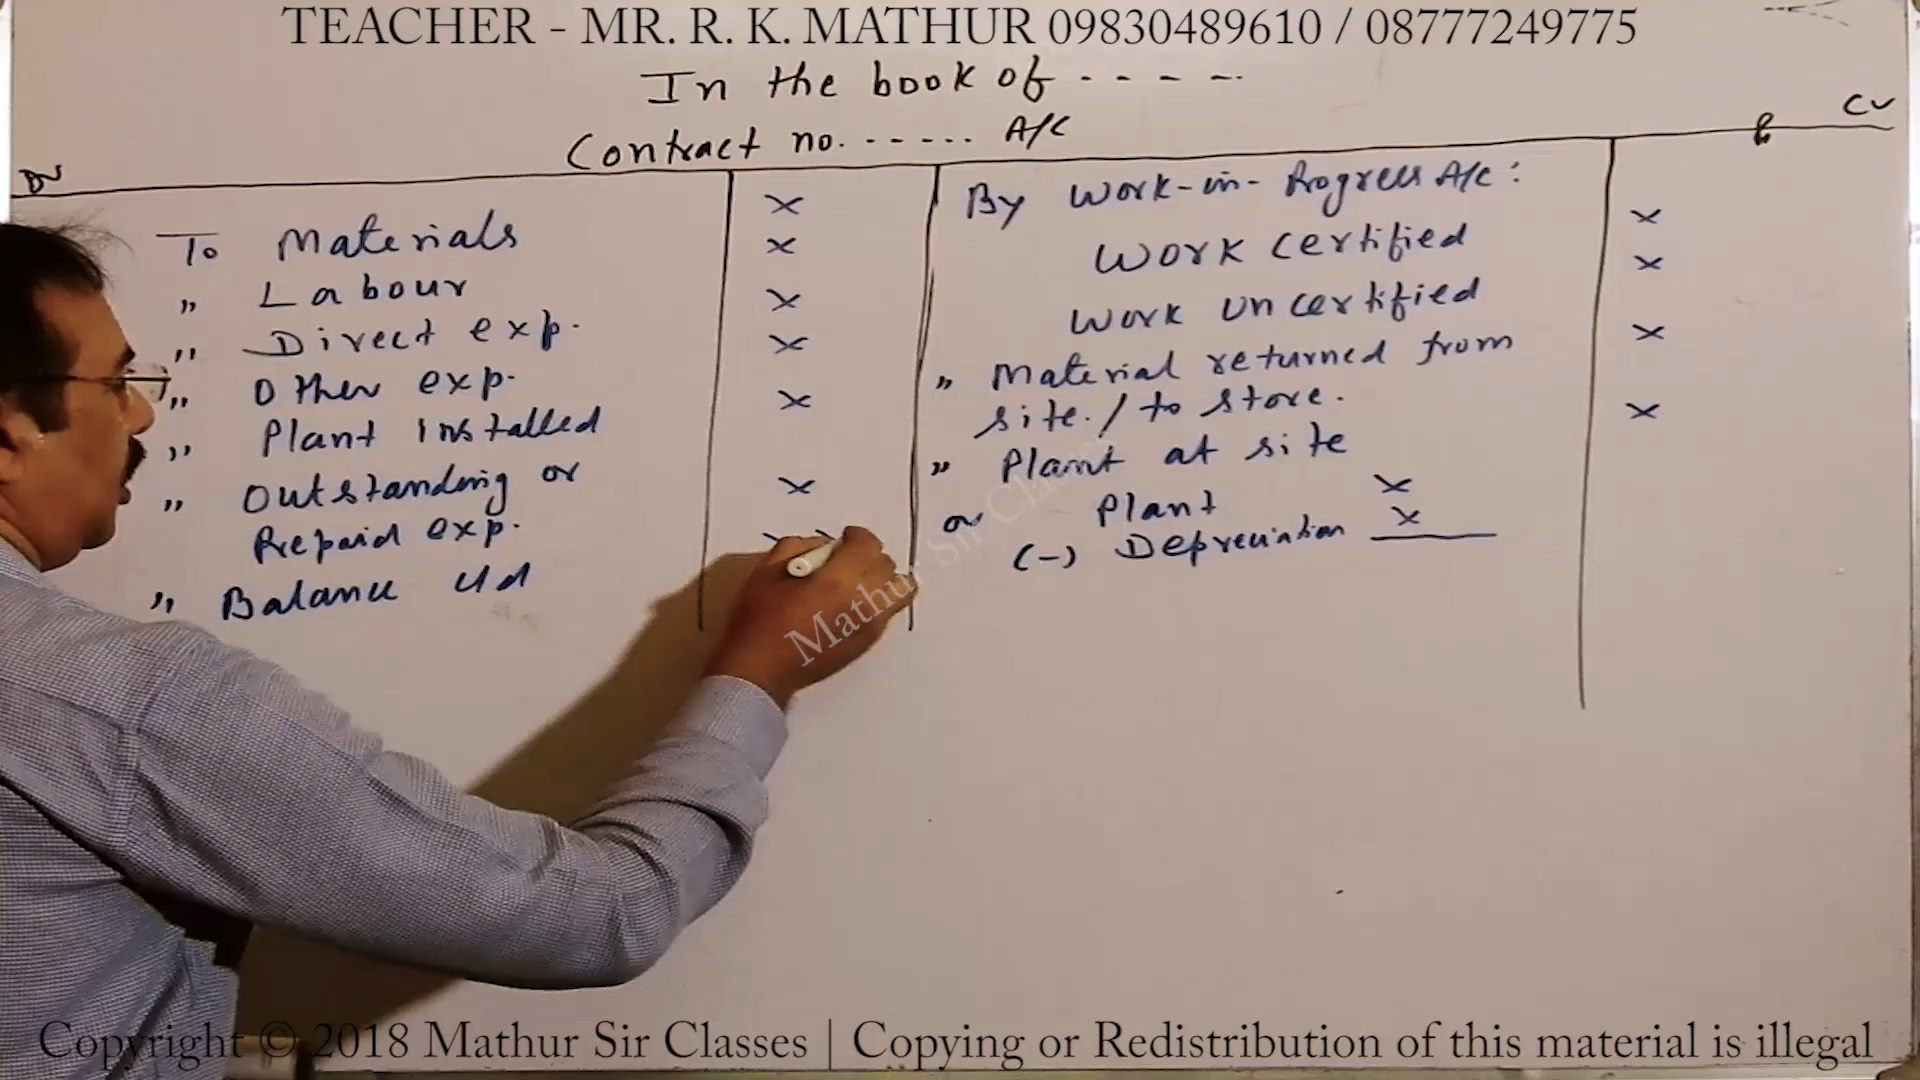 TEACHER - MR. R. K. MATHUR 09830489610 / 08777249775
In the book of - - - - -
Contract no. ------ A/c
Dr
Cr
To Materials ×
" Labour ×
" Direct exp. ×
" Other exp. ×
" Plant Installed ×
" Outstanding or
Prepaid exp. ×
" Balance c/d
By Work-in-Progress A/c:
Work certified ×
Work uncertified ×
" Material returned from
site. / to store. ×
" Plant at site ×
or Plant ×
(-) Depreciation ×
Mathur Sir Classes
Copyright © 2018 Mathur Sir Classes | Copying or Redistribution of this material is illegal